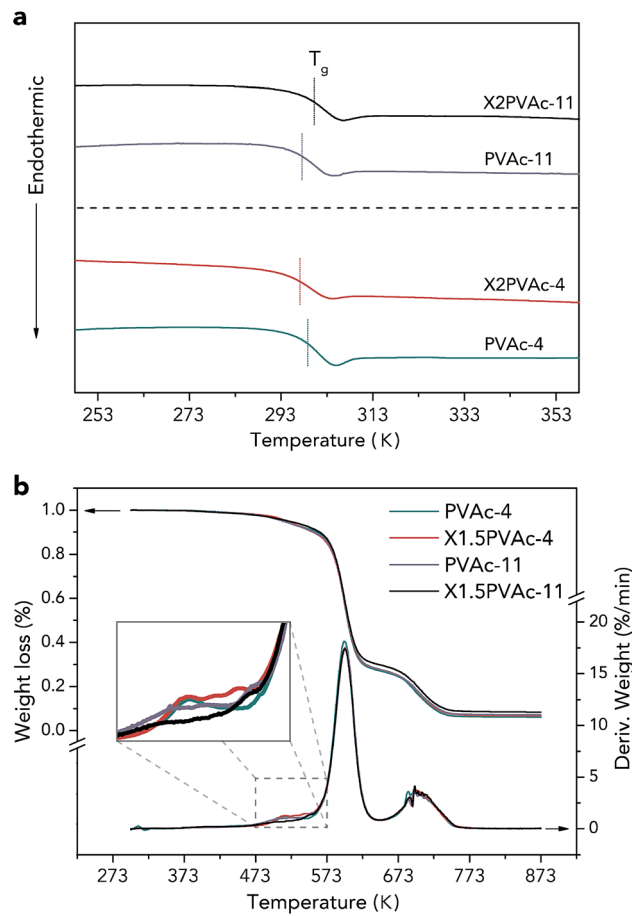 a
Tg
X2PVAc-11
PVAc-11
X2PVAc-4
PVAc-4
Endothermic
253 273 293 313 333 353
Temperature (K)
b
PVAc-4
X1.5PVAc-4
PVAc-11
X1.5PVAc-11
Weight loss (%)
1.0
0.8
0.6
0.4
0.2
0.0
Deriv. Weight (%/min)
20
15
10
5
0
273 373 473 573 673 773 873
Temperature (K)